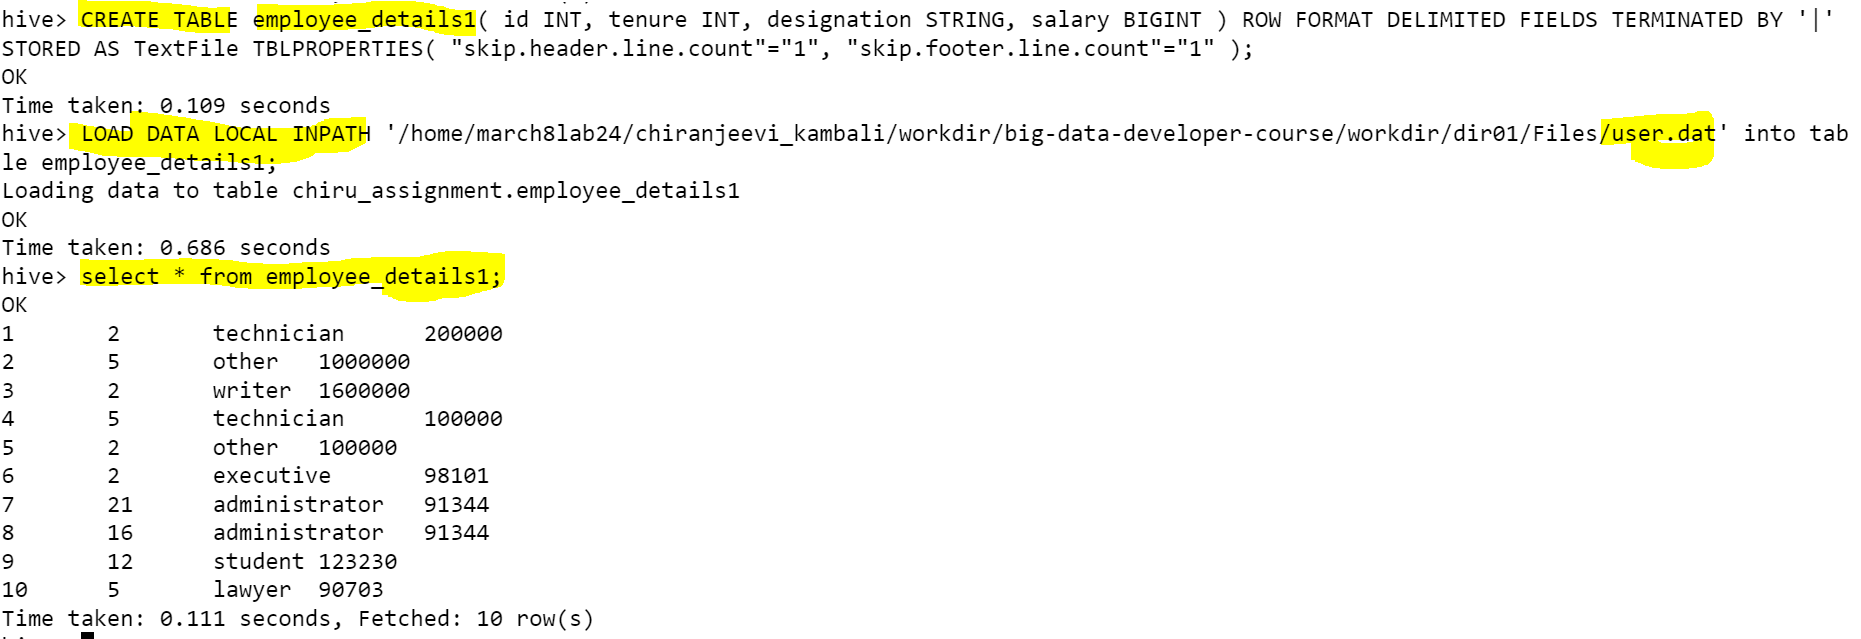 hive> CREATE TABLE employee_details1( id INT, tenure INT, designation STRING, salary BIGINT ) ROW FORMAT DELIMITED FIELDS TERMINATED BY '|'
STORED AS TextFile TBLPROPERTIES( "skip.header.line.count"="1", "skip.footer.line.count"="1" );
OK
Time taken: 0.109 seconds
hive> LOAD DATA LOCAL INPATH '/home/march8lab24/chiranjeevi_kambali/workdir/big-data-developer-course/workdir/dir01/Files/user.dat' into tab
le employee_details1;
Loading data to table chiru_assignment.employee_details1
OK
Time taken: 0.686 seconds
hive> select * from employee_details1;
OK
1 2 technician 200000
2 5 other 1000000
3 2 writer 1600000
4 5 technician 100000
5 2 other 100000
6 2 executive 98101
7 21 administrator 91344
8 16 administrator 91344
9 12 student 123230
10 5 lawyer 90703
Time taken: 0.111 seconds, Fetched: 10 row(s)